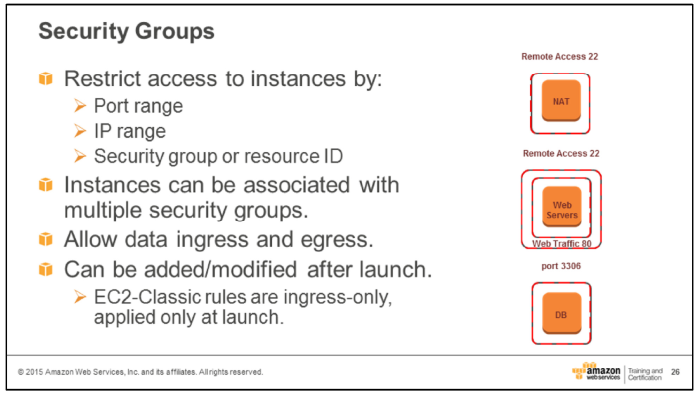 Security Groups
Restrict access to instances by:
Port range
IP range
Security group or resource ID
Instances can be associated with
multiple security groups.
Allow data ingress and egress.
Can be added/modified after launch.
EC2-Classic rules are ingress-only,
applied only at launch.
Remote Access 22
NAT
Remote Access 22
Web
Servers
Web Traffic 80
port 3306
DB
© 2015 Amazon Web Services, Inc. and its affiliates. All rights reserved.
amazon
webservices
Training and
Certification
26